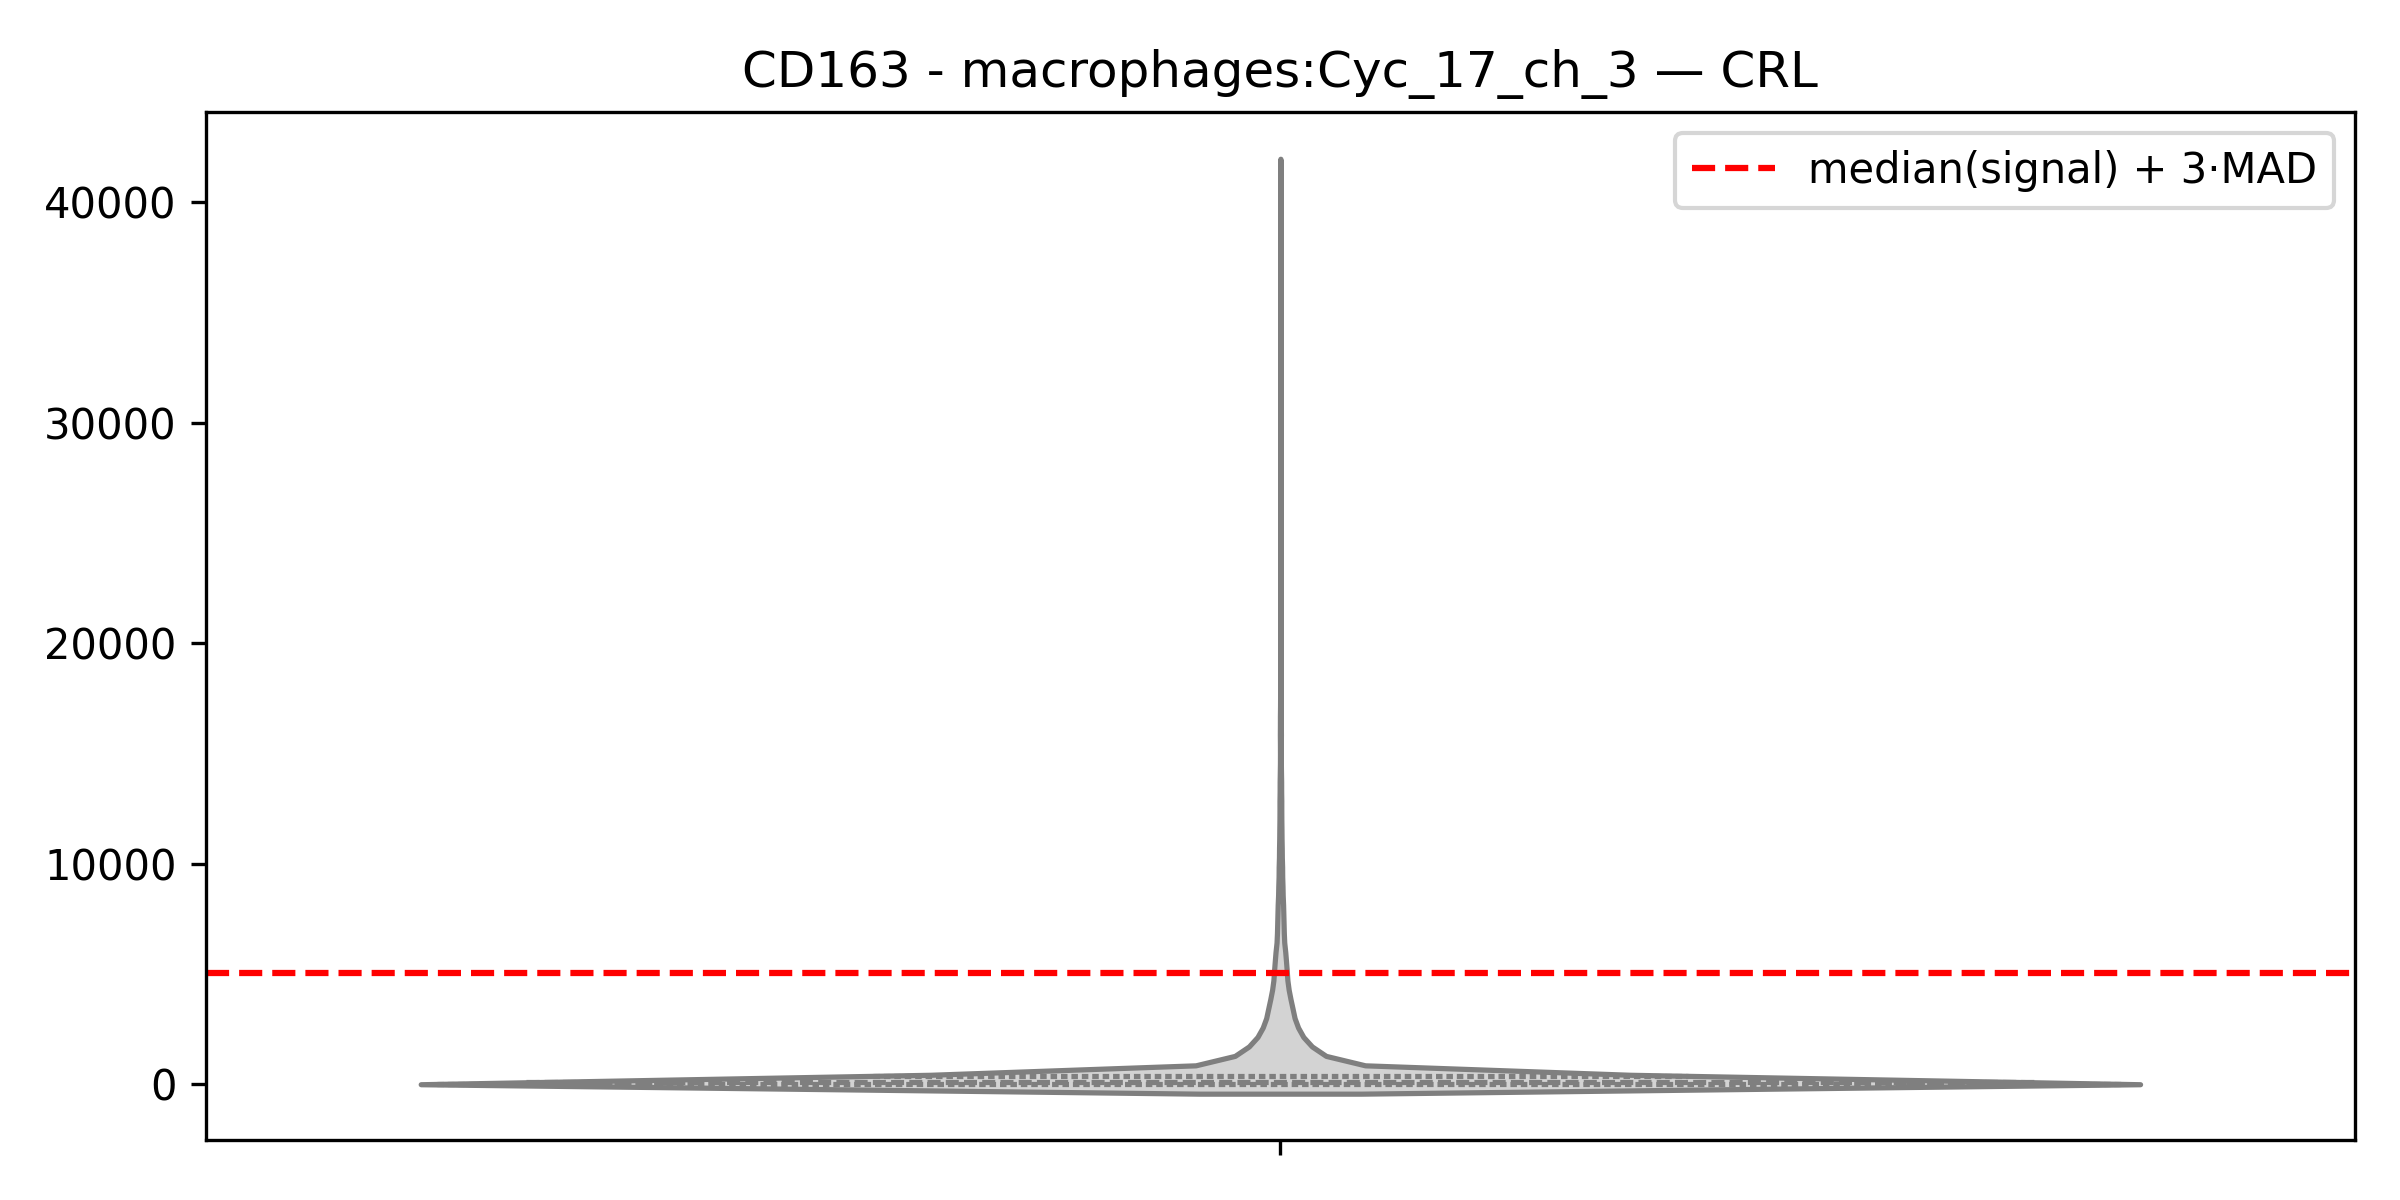 CD163 - macrophages:Cyc_17_ch_3 — CRL
median(signal) + 3·MAD
40000
30000
20000
10000
0